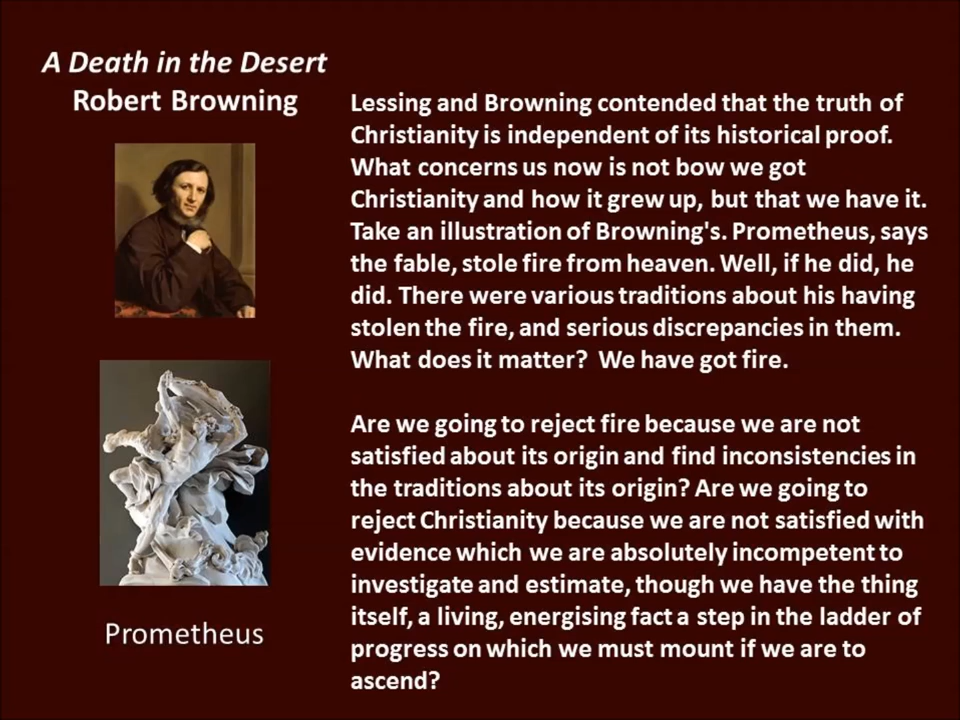 A Death in the Desert
Robert Browning
Lessing and Browning contended that the truth of
Christianity is independent of its historical proof.
What concerns us now is not bow we got
Christianity and how it grew up, but that we have it.
Take an illustration of Browning's. Prometheus, says
the fable, stole fire from heaven. Well, if he did, he
did. There were various traditions about his having
stolen the fire, and serious discrepancies in them.
What does it matter?  We have got fire.
Are we going to reject fire because we are not
satisfied about its origin and find inconsistencies in
the traditions about its origin? Are we going to
reject Christianity because we are not satisfied with
evidence which we are absolutely incompetent to
investigate and estimate, though we have the thing
itself, a living, energising fact a step in the ladder of
progress on which we must mount if we are to
ascend?
Prometheus